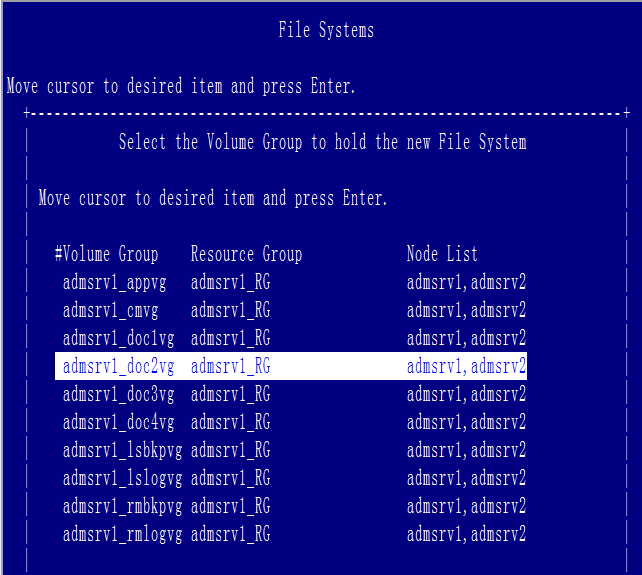 File Systems
Move cursor to desired item and press Enter.
Select the Volume Group to hold the new File System
Move cursor to desired item and press Enter.
#Volume Group Resource Group Node List
admsrv1_appvg admsrv1_RG admsrv1,admsrv2
admsrv1_cmvg admsrv1_RG admsrv1,admsrv2
admsrv1_doc1vg admsrv1_RG admsrv1,admsrv2
admsrv1_doc2vg admsrv1_RG admsrv1,admsrv2
admsrv1_doc3vg admsrv1_RG admsrv1,admsrv2
admsrv1_doc4vg admsrv1_RG admsrv1,admsrv2
admsrv1_lsbkpvg admsrv1_RG admsrv1,admsrv2
admsrv1_lslogvg admsrv1_RG admsrv1,admsrv2
admsrv1_rmbkpvg admsrv1_RG admsrv1,admsrv2
admsrv1_rmlogvg admsrv1_RG admsrv1,admsrv2